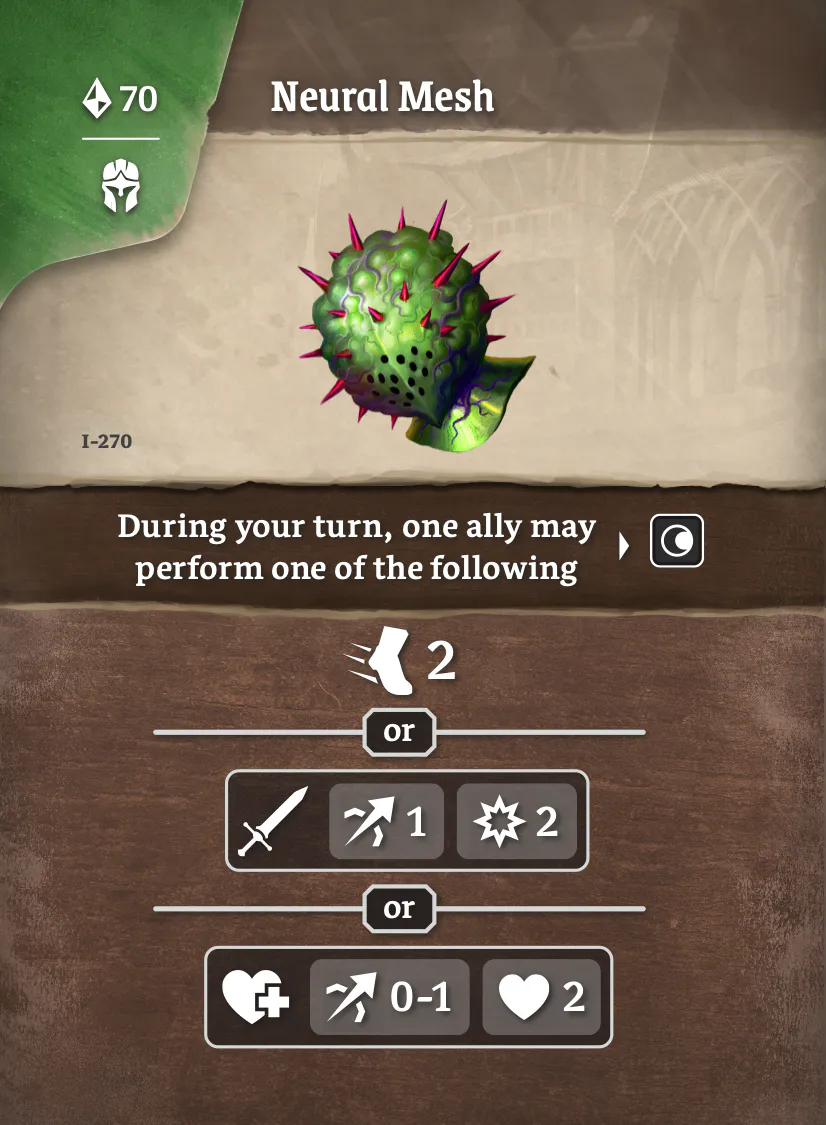 70
Neural Mesh
I-270
During your turn, one ally may
perform one of the following
2
or
1 2
or
0-1 2